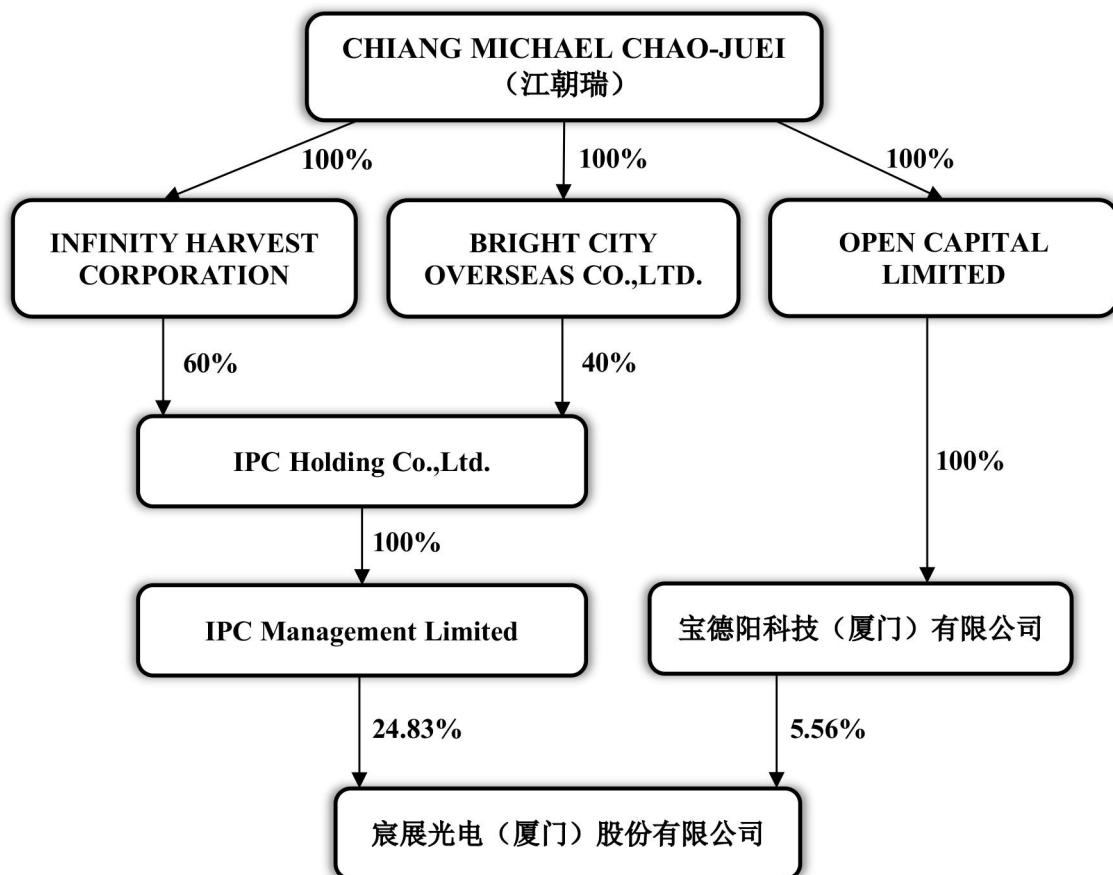 CHIANG MICHAEL CHAO-JUEI
（江朝瑞）
100%
100%
100%
INFINITY HARVEST
CORPORATION
BRIGHT CITY
OVERSEAS CO.,LTD.
OPEN CAPITAL
LIMITED
60%
40%
IPC Holding Co.,Ltd.
100%
100%
IPC Management Limited
宝德阳科技（厦门）有限公司
24.83%
5.56%
宸展光电（厦门）股份有限公司